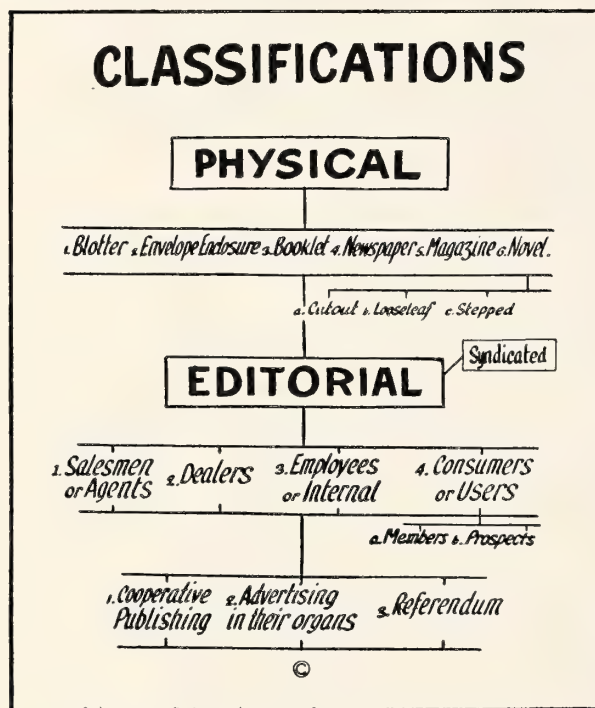 CLASSIFICATIONS
PHYSICAL
1. Blotter 2. Envelope Enclosure 3. Booklet 4. Newspaper 5. Magazine 6. Novel.
a. Cutout b. Looseleaf c. Stepped
Syndicated
EDITORIAL
1. Salesmen or Agents
2. Dealers
3. Employees or Internal
4. Consumers or Users
a. Members b. Prospects
1. Cooperative Publishing
2. Advertising in their organs
3. Referendum
©